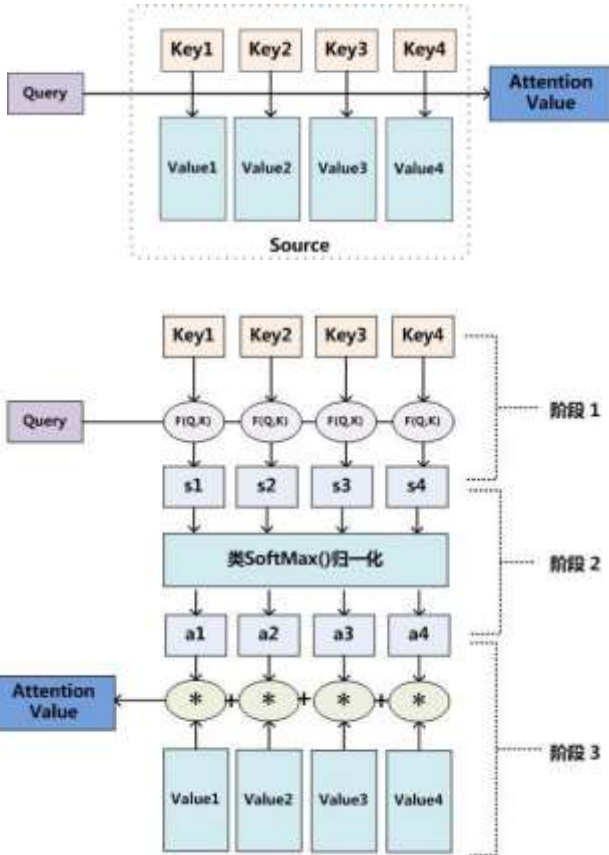 Key1 Key2 Key3 Key4
Query
Attention
Value
Value1 Value2 Value3 Value4
Source
Key1 Key2 Key3 Key4
阶段 1
Query
F(Q,K) F(Q,K) F(Q,K) F(Q,K)
s1 s2 s3 s4
类SoftMax()归一化
阶段 2
a1 a2 a3 a4
Attention
Value
* + * + * + *
阶段 3
Value1 Value2 Value3 Value4